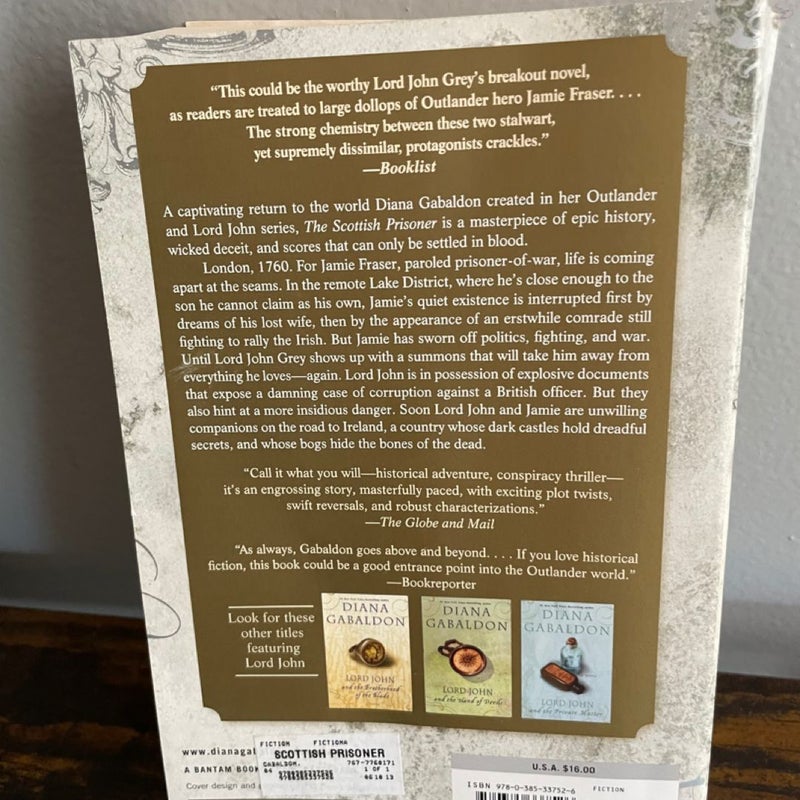 “This could be the worthy Lord John Grey’s breakout novel,
as readers are treated to large dollops of Outlander hero Jamie Fraser. . . .
The strong chemistry between these two stalwart,
yet supremely dissimilar, protagonists crackles.”
—Booklist
A captivating return to the world Diana Gabaldon created in her Outlander
and Lord John series, The Scottish Prisoner is a masterpiece of epic history,
wicked deceit, and scores that can only be settled in blood.
London, 1760. For Jamie Fraser, paroled prisoner-of-war, life is coming
apart at the seams. In the remote Lake District, where he’s close enough to the
son he cannot claim as his own, Jamie’s quiet existence is interrupted first by
dreams of his lost wife, then by the appearance of an erstwhile comrade still
fighting to rally the Irish. But Jamie has sworn off politics, fighting, and war.
Until Lord John Grey shows up with a summons that will take him away from
everything he loves—again. Lord John is in possession of explosive documents
that expose a damning case of corruption against a British officer. But they
also hint at a more insidious danger. Soon Lord John and Jamie are unwilling
companions on the road to Ireland, a country whose dark castles hold dreadful
secrets, and whose bogs hide the bones of the dead.
“Call it what you will—historical adventure, conspiracy thriller—
it’s an engrossing story, masterfully paced, with exciting plot twists,
swift reversals, and robust characterizations.”
—The Globe and Mail
“As always, Gabaldon goes above and beyond. . . . If you love historical
fiction, this book could be a good entrance point into the Outlander world.”
—Bookreporter
Look for these
other titles
featuring
Lord John
DIANA
GABALDON
LORD JOHN
and the Brotherhood
of the Blade
DIANA
GABALDON
LORD JOHN
and the Hand of Devils
DIANA
GABALDON
LORD JOHN
and the Private Matter
www.dianagal
A BANTAM BOOK
Cover design and
FICTION FICTIONA
SCOTTISH PRISONER
GABALDON. 767-7760171
04 1 OF 1
06 10 13
U.S.A. $16.00
ISBN 978-0-385-33752-6 FICTION